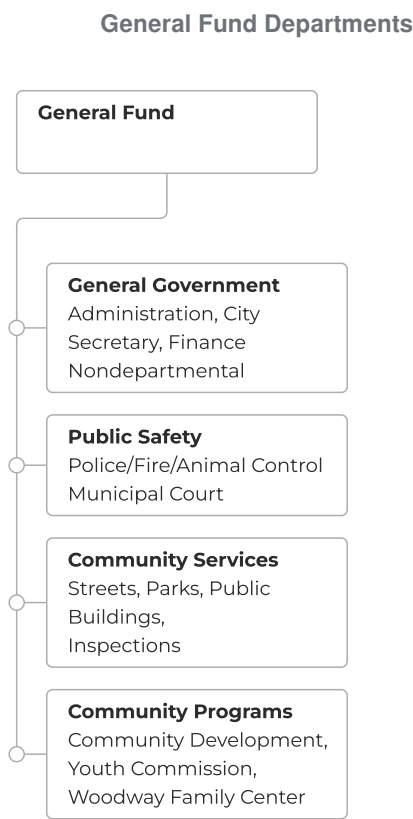 General Fund Departments
General Fund
General Government
Administration, City
Secretary, Finance
Nondepartmental
Public Safety
Police/Fire/Animal Control
Municipal Court
Community Services
Streets, Parks, Public
Buildings,
Inspections
Community Programs
Community Development,
Youth Commission,
Woodway Family Center